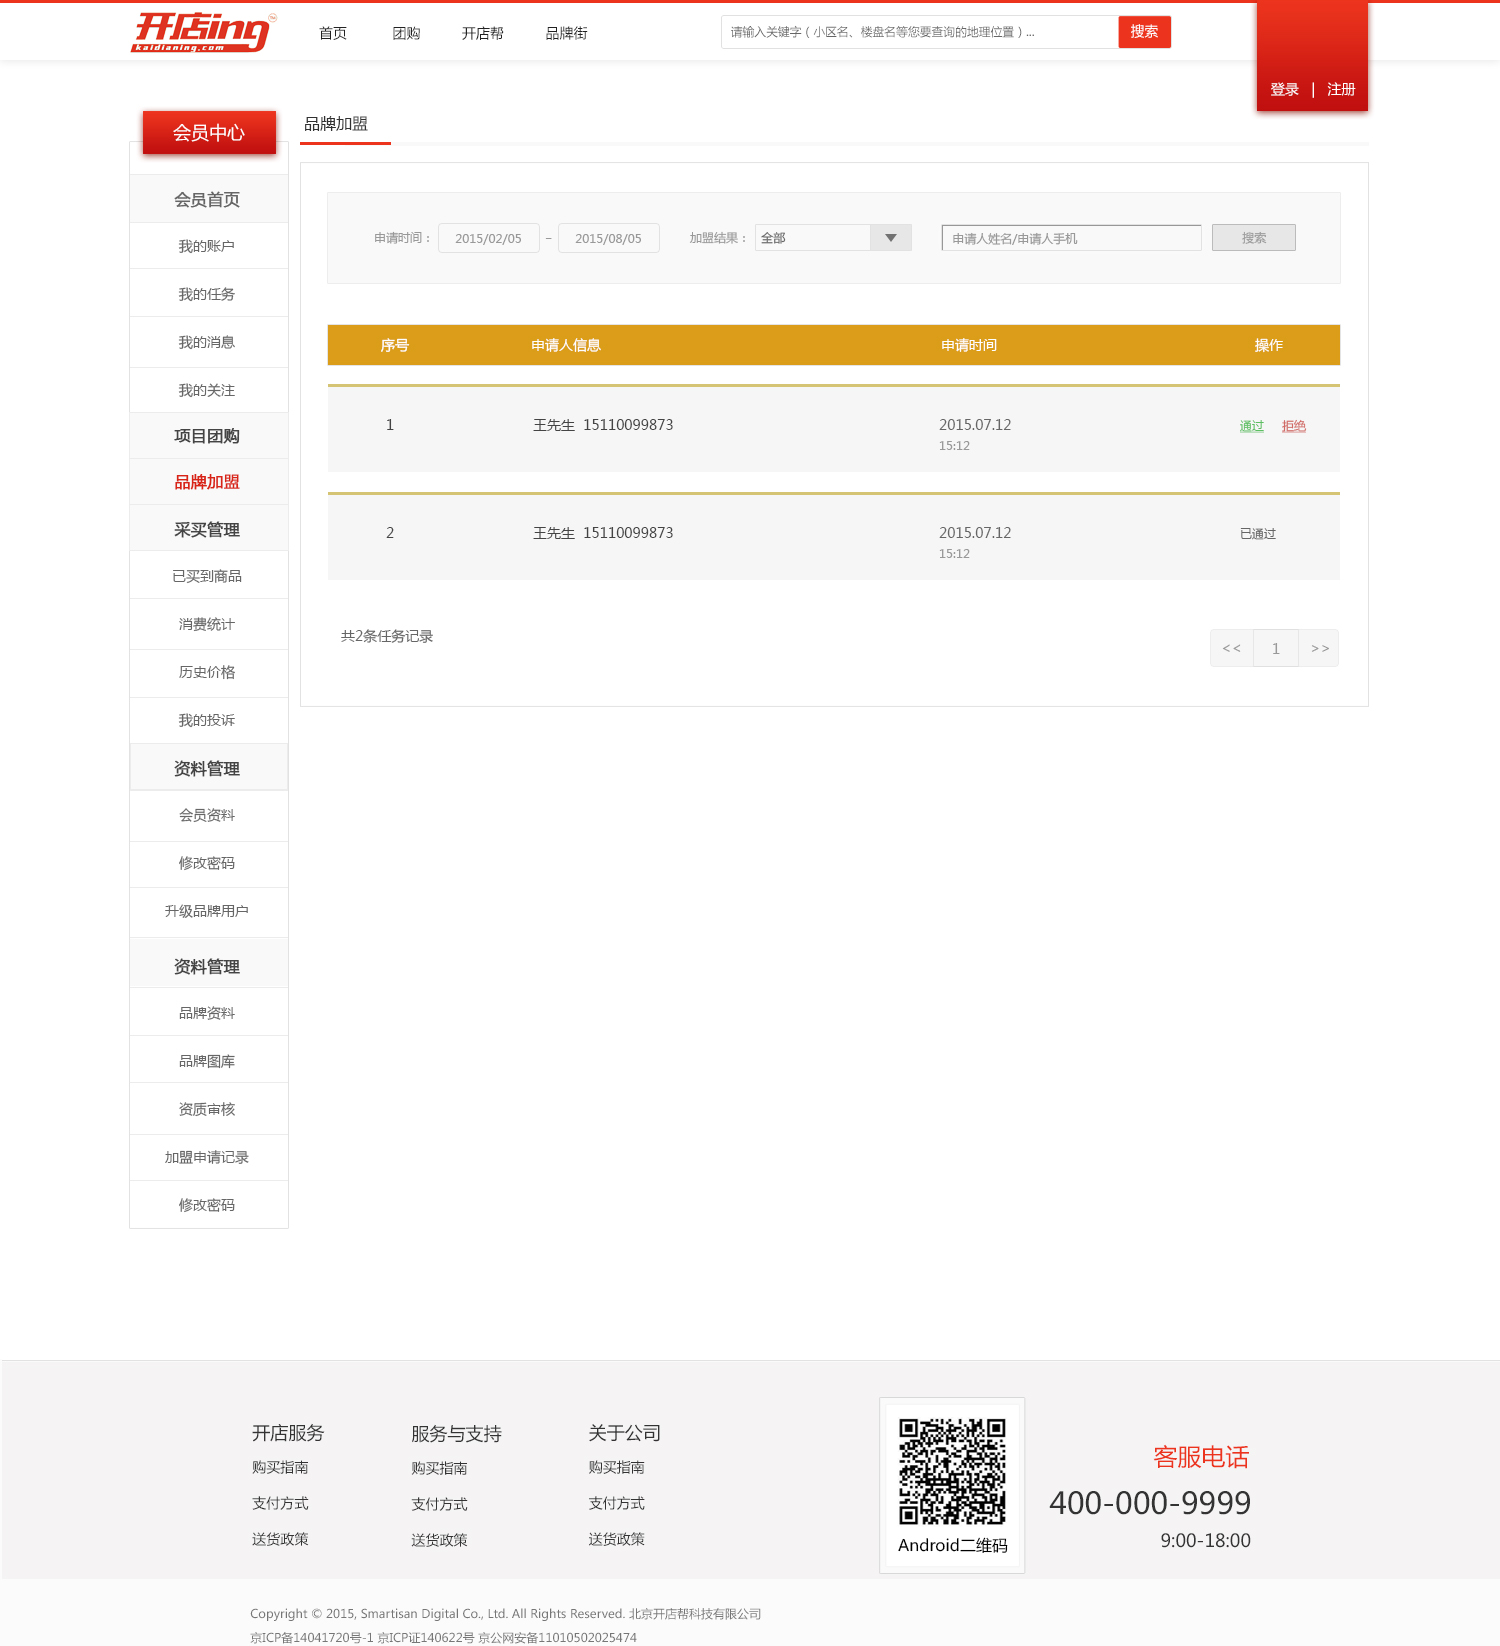 开店ing
kaidianing.com
首页 团购 开店帮 品牌街
请输入关键字（小区名、楼盘名等您要查询的地理位置）...
搜索
登录 | 注册
会员中心
会员首页
我的账户
我的任务
我的消息
我的关注
项目团购
品牌加盟
采买管理
已买到商品
消费统计
历史价格
我的投诉
资料管理
会员资料
修改密码
升级品牌用户
资料管理
品牌资料
品牌图库
资质审核
加盟申请记录
修改密码
品牌加盟
申请时间： 2015/02/05 – 2015/08/05 加盟结果： 全部 申请人姓名/申请人手机 搜索
序号 申请人信息 申请时间 操作
1 王先生 15110099873 2015.07.12 通过 拒绝
15:12
2 王先生 15110099873 2015.07.12 已通过
15:12
共2条任务记录
<< 1 >>
开店服务
购买指南
支付方式
送货政策
服务与支持
购买指南
支付方式
送货政策
关于公司
购买指南
支付方式
送货政策
Android二维码
客服电话
400-000-9999
9:00-18:00
Copyright © 2015, Smartisan Digital Co., Ltd. All Rights Reserved. 北京开店帮科技有限公司
京ICP备14041720号-1 京ICP证140622号 京公网安备11010502025474